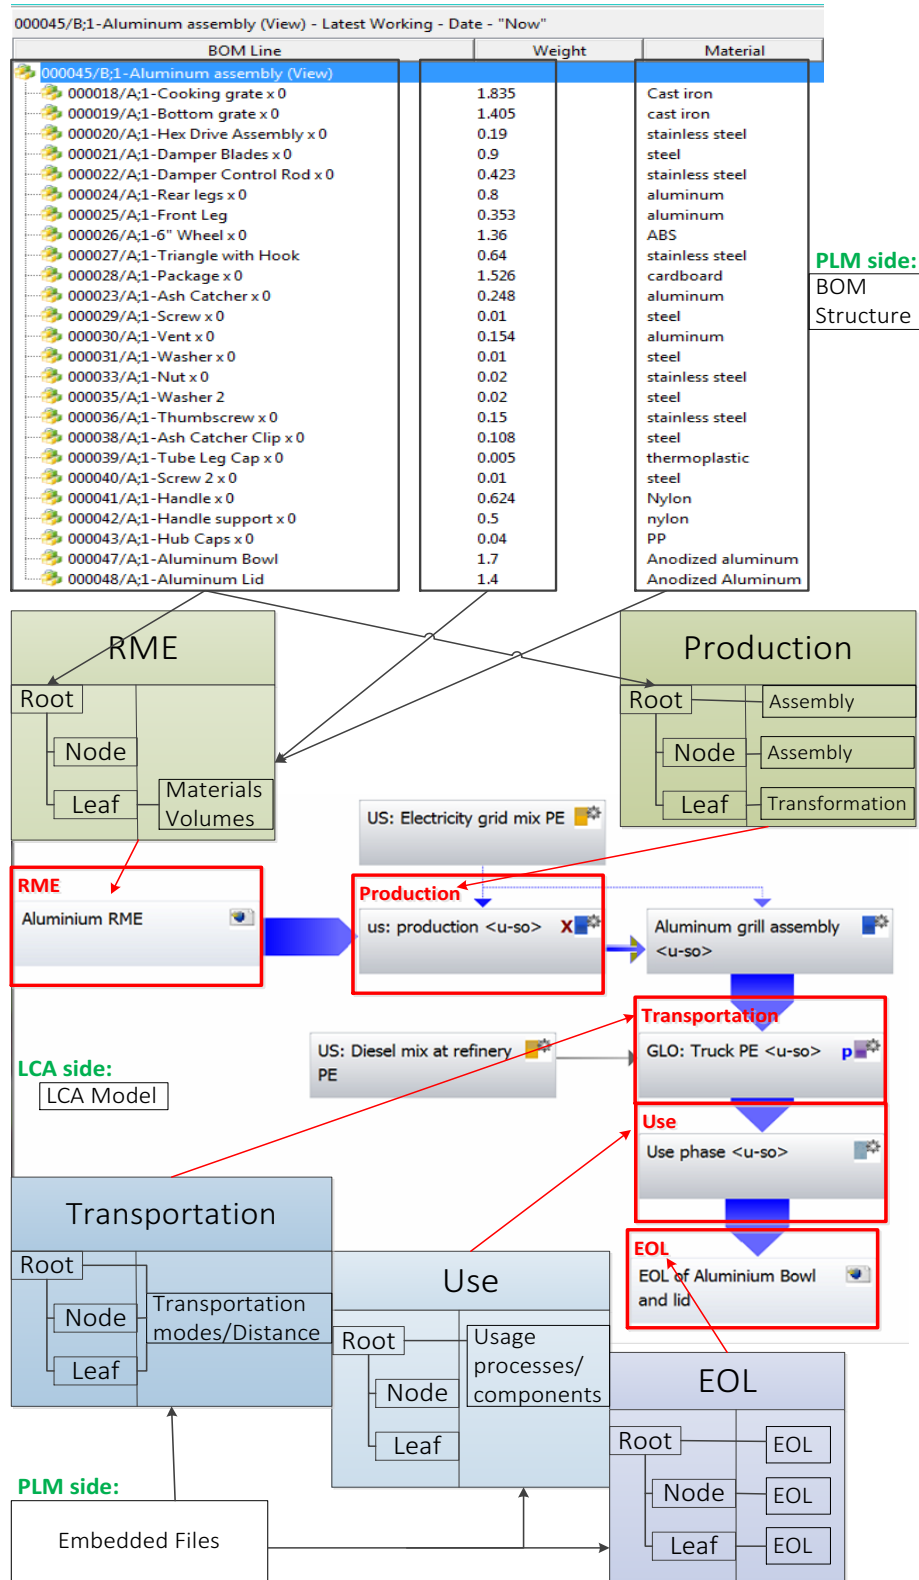 000045/B;1-Aluminum assembly (View) - Latest Working - Date - "Now"
BOM Line Weight Material
000045/B;1-Aluminum assembly (View)
000018/A;1-Cooking grate x 0 1.835 Cast iron
000019/A;1-Bottom grate x 0 1.405 cast iron
000020/A;1-Hex Drive Assembly x 0 0.19 stainless steel
000021/A;1-Damper Blades x 0 0.9 steel
000022/A;1-Damper Control Rod x 0 0.423 stainless steel
000024/A;1-Rear legs x 0 0.8 aluminum
000025/A;1-Front Leg 0.353 aluminum
000026/A;1-6" Wheel x 0 1.36 ABS
000027/A;1-Triangle with Hook 0.64 stainless steel
000028/A;1-Package x 0 1.526 cardboard
000023/A;1-Ash Catcher x 0 0.248 aluminum
000029/A;1-Screw x 0 0.01 steel
000030/A;1-Vent x 0 0.154 aluminum
000031/A;1-Washer x 0 0.01 steel
000033/A;1-Nut x 0 0.02 stainless steel
000035/A;1-Washer 2 0.02 steel
000036/A;1-Thumbscrew x 0 0.15 stainless steel
000038/A;1-Ash Catcher Clip x 0 0.108 steel
000039/A;1-Tube Leg Cap x 0 0.005 thermoplastic
000040/A;1-Screw 2 x 0 0.01 steel
000041/A;1-Handle x 0 0.624 Nylon
000042/A;1-Handle support x 0 0.5 nylon
000043/A;1-Hub Caps x 0 0.04 PP
000047/A;1-Aluminum Bowl 1.7 Anodized aluminum
000048/A;1-Aluminum Lid 1.4 Anodized Aluminum
PLM side:
BOM
Structure
RME
Root
Node
Leaf
Materials
Volumes
Production
Root
Assembly
Node
Assembly
Leaf
Transformation
US: Electricity grid mix PE
RME
Aluminium RME
Production
us: production <u-so> X
Aluminum grill assembly
<u-so>
Transportation
GLO: Truck PE <u-so> p
US: Diesel mix at refinery
PE
LCA side:
LCA Model
Use
Use phase <u-so>
EOL
EOL of Aluminium Bowl
and lid
Transportation
Root
Node
Leaf
Transportation
modes/Distance
Use
Root
Node
Leaf
Usage
processes/
components
EOL
Root
EOL
Node
EOL
Leaf
EOL
PLM side:
Embedded Files